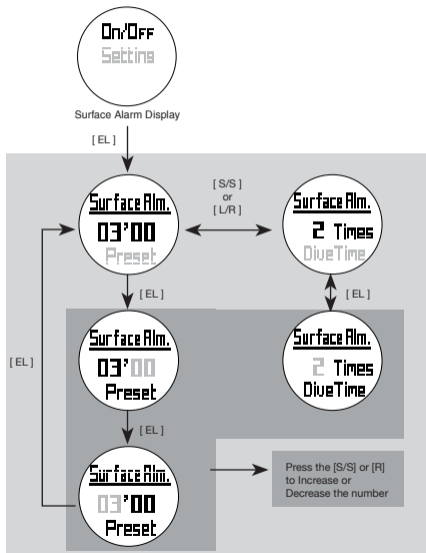 On/Off
Setting
Surface Alarm Display
[ EL ]
Surface Alm.
03'00
Preset
[ S/S ]
or
[ L/R ]
Surface Alm.
2 Times
DiveTime
[ EL ]
[ EL ]
Surface Alm.
03'00
Preset
Surface Alm.
2 Times
DiveTime
[ EL ]
[ EL ]
Surface Alm.
03'00
Preset
Press the [S/S] or [R]
to Increase or
Decrease the number